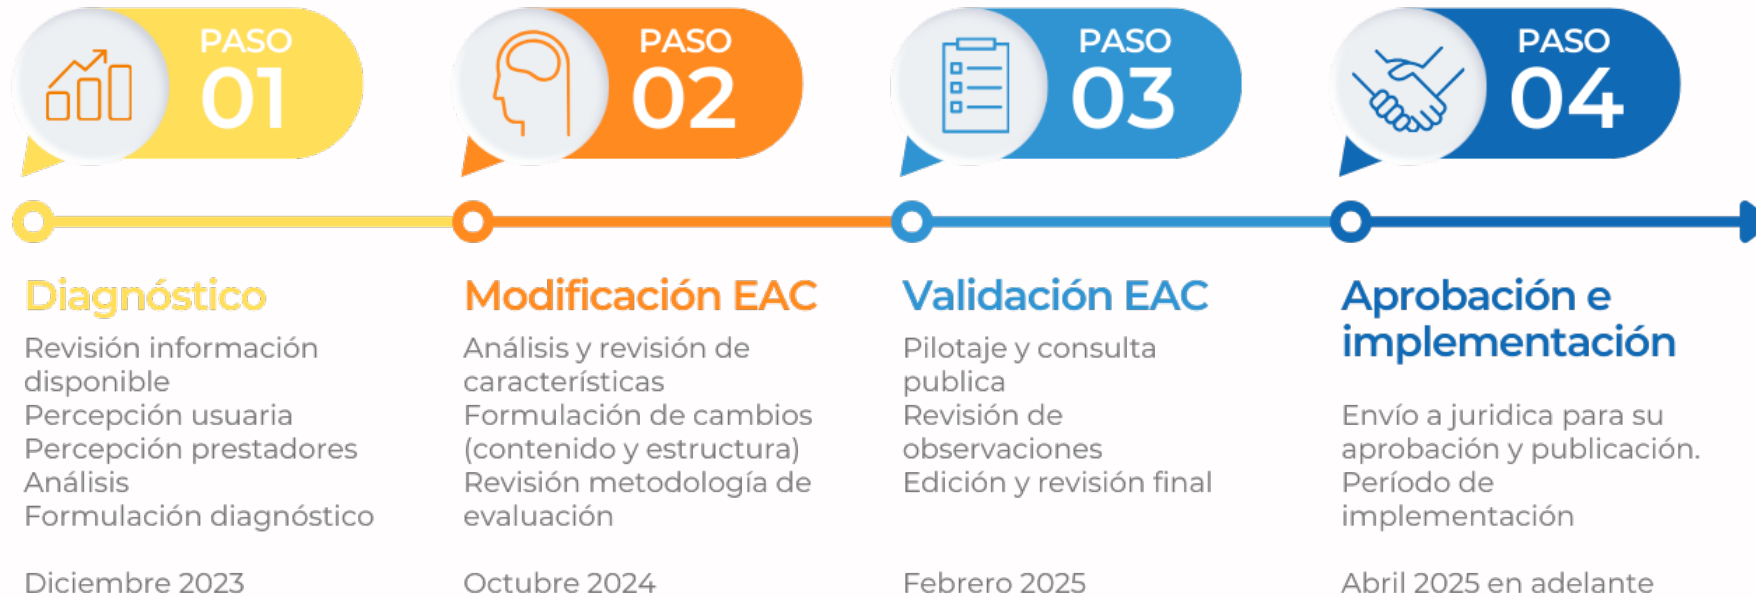 PASO
01
Diagnóstico
Revisión información
disponible
Percepción usuaria
Percepción prestadores
Análisis
Formulación diagnóstico
Diciembre 2023
PASO
02
Modificación EAC
Análisis y revisión de
características
Formulación de cambios
(contenido y estructura)
Revisión metodología de
evaluación
Octubre 2024
PASO
03
Validación EAC
Pilotaje y consulta
publica
Revisión de
observaciones
Edición y revisión final
Febrero 2025
PASO
04
Aprobación e
implementación
Envío a juridica para su
aprobación y publicación.
Período de
implementación
Abril 2025 en adelante